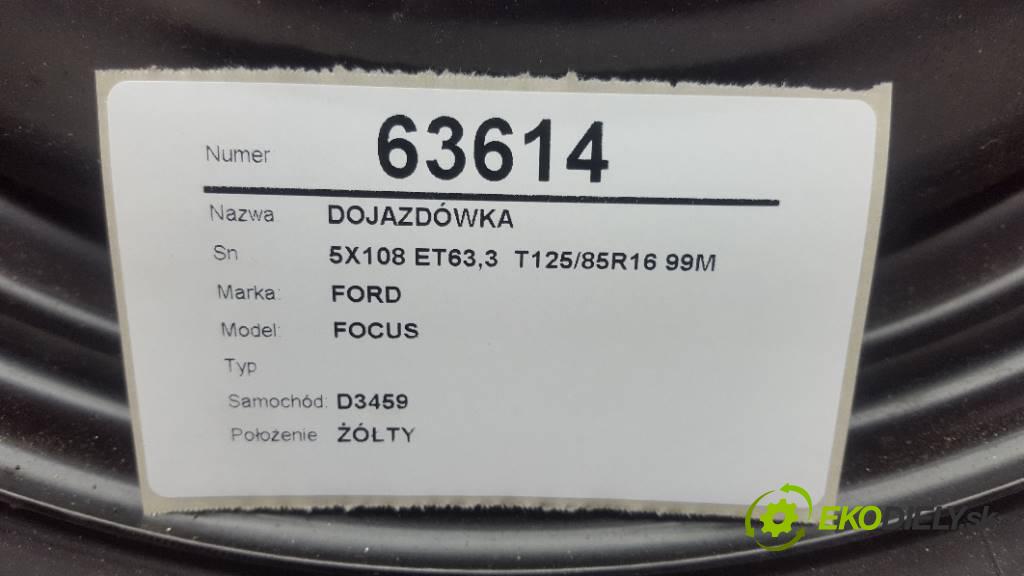 Numer 63614
Nazwa DOJAZDÓWKA
Sn 5X108 ET63,3 T125/85R16 99M
Marka: FORD
Model: FOCUS
Typ
Samochód: D3459
Położenie ŻÓŁTY
EKODIELY.sk